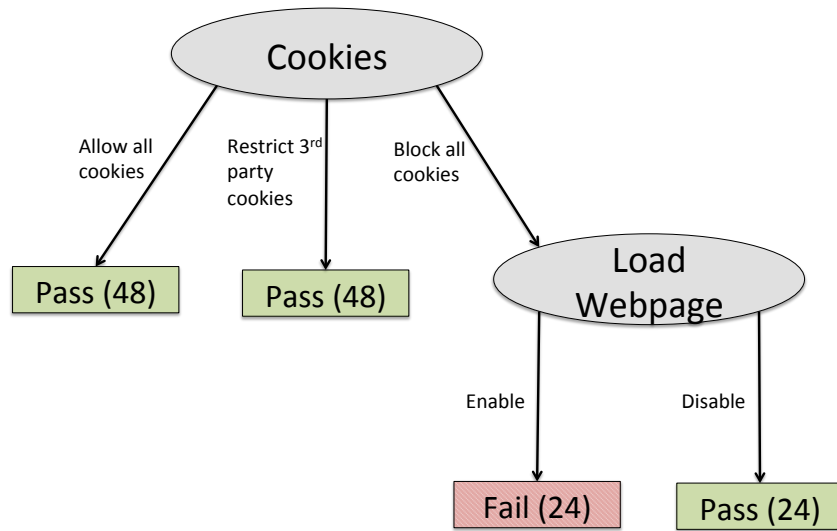 Cookies
Allow all
cookies
Restrict 3rd
party
cookies
Block all
cookies
Pass (48)
Pass (48)
Load
Webpage
Enable
Disable
Fail (24)
Pass (24)